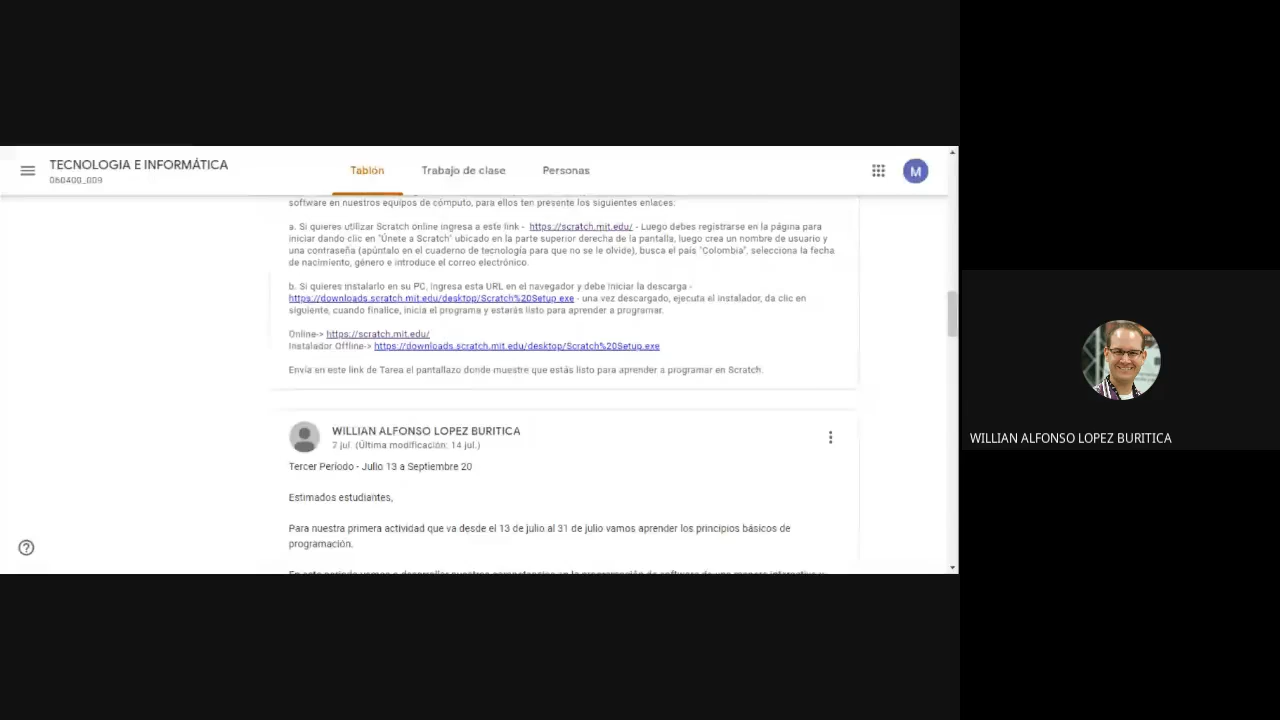 TECNOLOGIA E INFORMÁTICA
060400_009
Tablón
Trabajo de clase
Personas
M
software en nuestros equipos de cómputo, para ellos ten presente los siguientes enlaces:
a. Si quieres utilizar Scratch online ingresa a este link - https://scratch.mit.edu/ - Luego debes registrarse en la página para
iniciar dando clic en "Únete a Scratch" ubicado en la parte superior derecha de la pantalla, luego crea un nombre de usuario y
una contraseña (apúntalo en el cuaderno de tecnología para que no se le olvide), busca el país "Colombia", selecciona la fecha
de nacimiento, género e introduce el correo electrónico.
b. Si quieres instalarlo en su PC, ingresa esta URL en el navegador y debe iniciar la descarga -
https://downloads.scratch.mit.edu/desktop/Scratch%20Setup.exe - una vez descargado, ejecuta el instalador, da clic en
siguiente, cuando finalice, inicia el programa y estarás listo para aprender a programar.
Online-> https://scratch.mit.edu/
Instalador Offline-> https://downloads.scratch.mit.edu/desktop/Scratch%20Setup.exe
Envía en este link de Tarea el pantallazo donde muestre que estás listo para aprender a programar en Scratch.
WILLIAN ALFONSO LOPEZ BURITICA
7 jul. (Última modificación: 14 jul.)
Tercer Período - Julio 13 a Septiembre 20
Estimados estudiantes,
Para nuestra primera actividad que va desde el 13 de julio al 31 de julio vamos aprender los principios básicos de
programación.
WILLIAN ALFONSO LOPEZ BURITICA